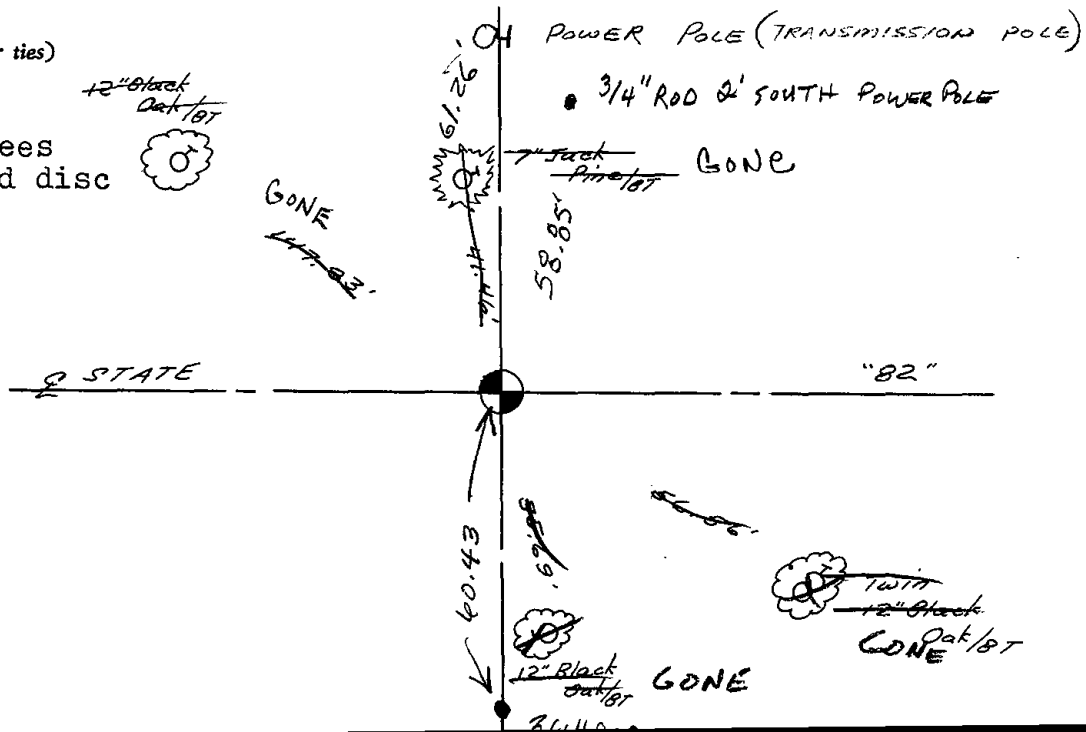 ties)
POWER POLE (TRANSMISSION POLE)
12" Black
Oak/BT
3/4" ROD 2' SOUTH POWER POLE
61.26'
ees
d disc
7" Jack
Pine/BT
GONE
GONE
58.85'
41.46'
℄ STATE
"82"
60.43
Twin
12" Black
Oak/BT
GONE
12" Black
Oak/BT
GONE